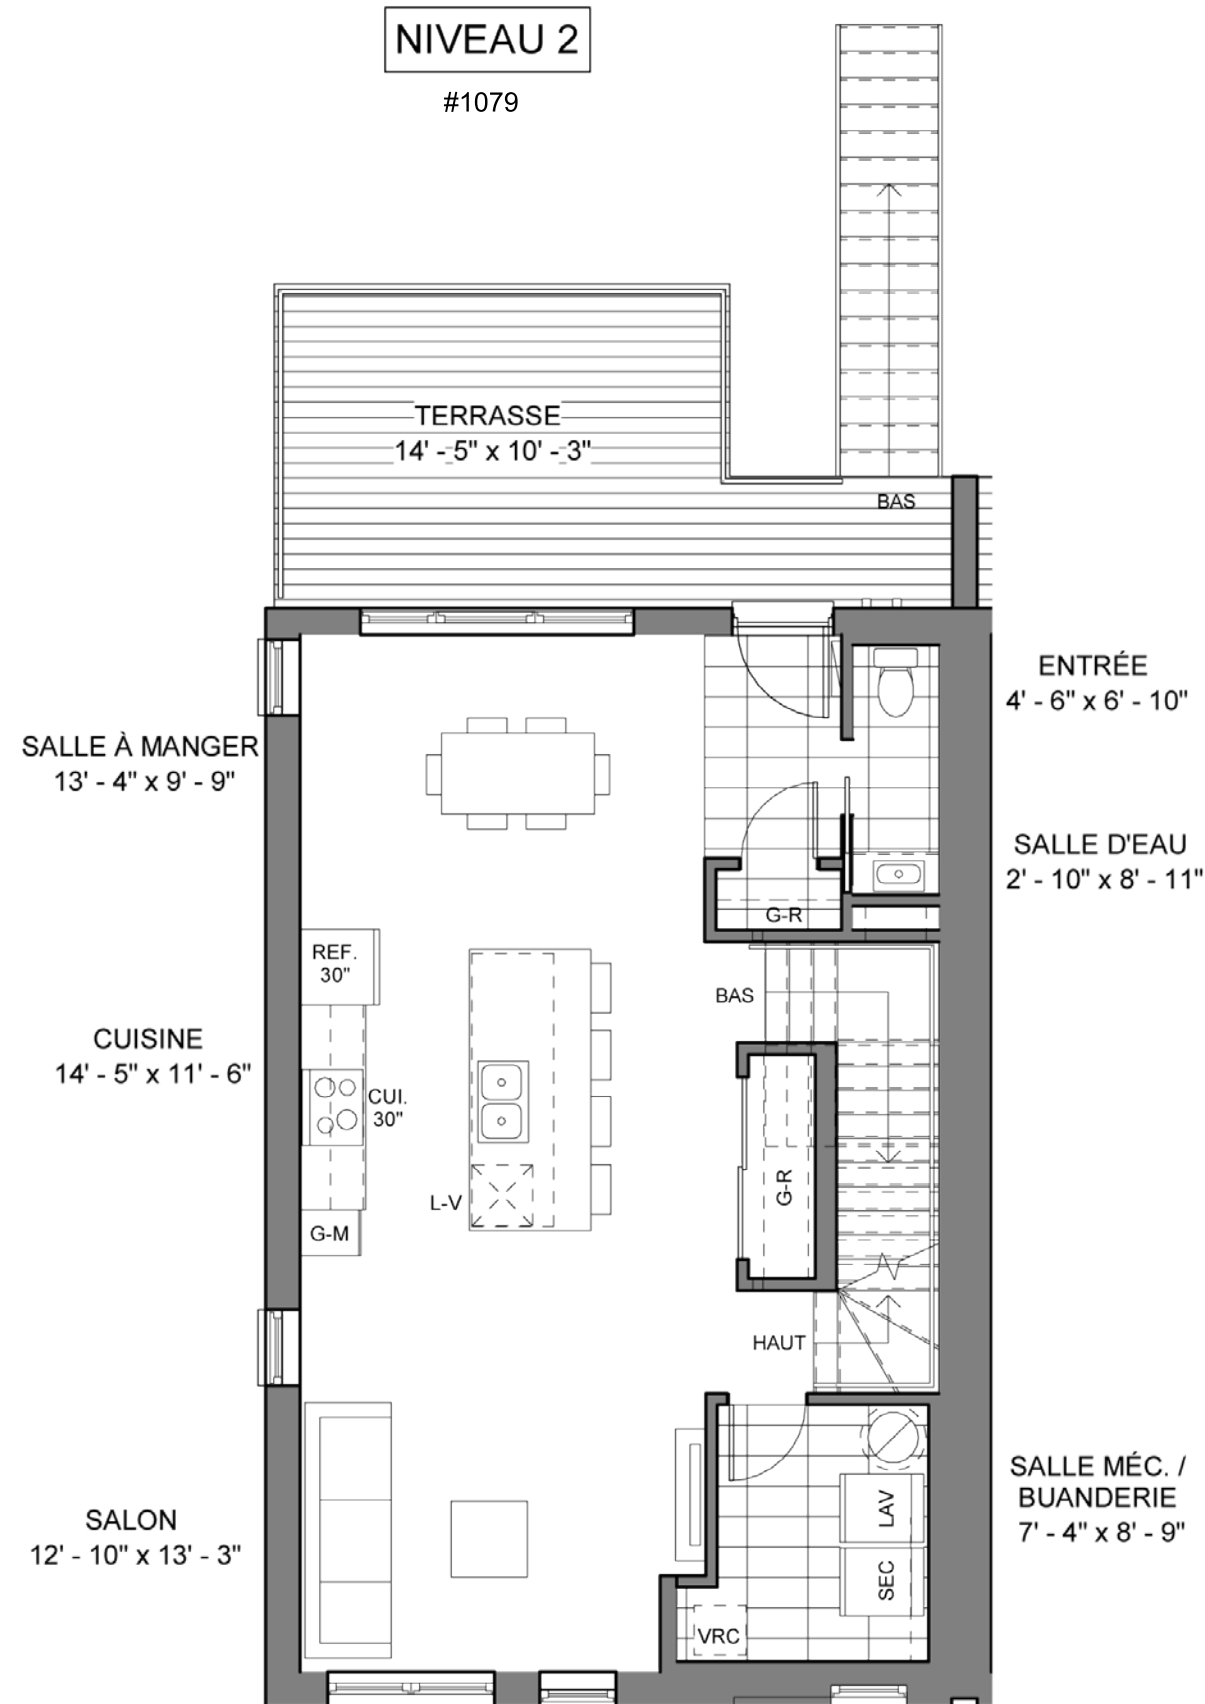 NIVEAU 2
#1079
TERRASSE
14' - 5" x 10' - 3"
BAS
ENTRÉE
4' - 6" x 6' - 10"
SALLE À MANGER
13' - 4" x 9' - 9"
SALLE D'EAU
2' - 10" x 8' - 11"
G-R
REF.
30"
BAS
CUISINE
14' - 5" x 11' - 6"
CUI.
30"
G-R
L-V
G-M
HAUT
SALLE MÉC. /
BUANDERIE
7' - 4" x 8' - 9"
LAV
SALON
12' - 10" x 13' - 3"
SEC
VRC